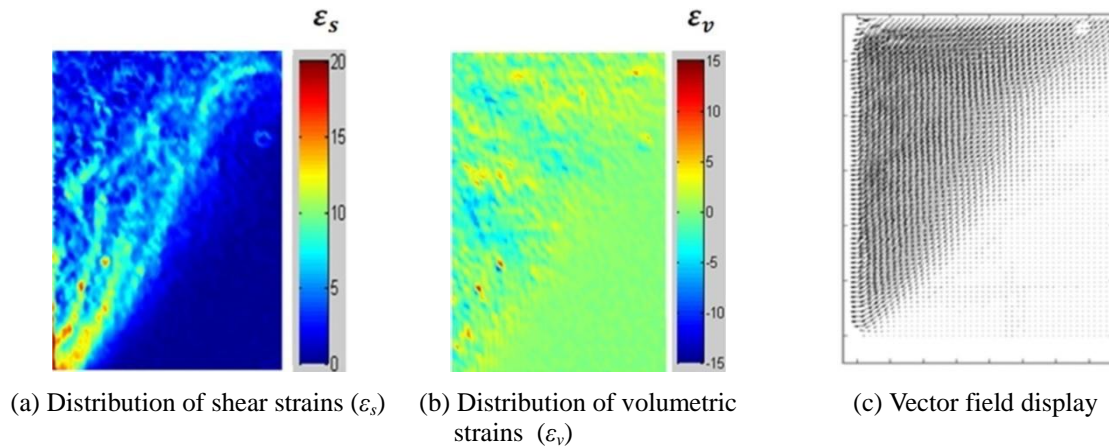 εs
20
15
10
5
0
εv
15
10
5
0
-5
-10
-15
(a) Distribution of shear strains (εs)
(b) Distribution of volumetric
strains (εv)
(c) Vector field display